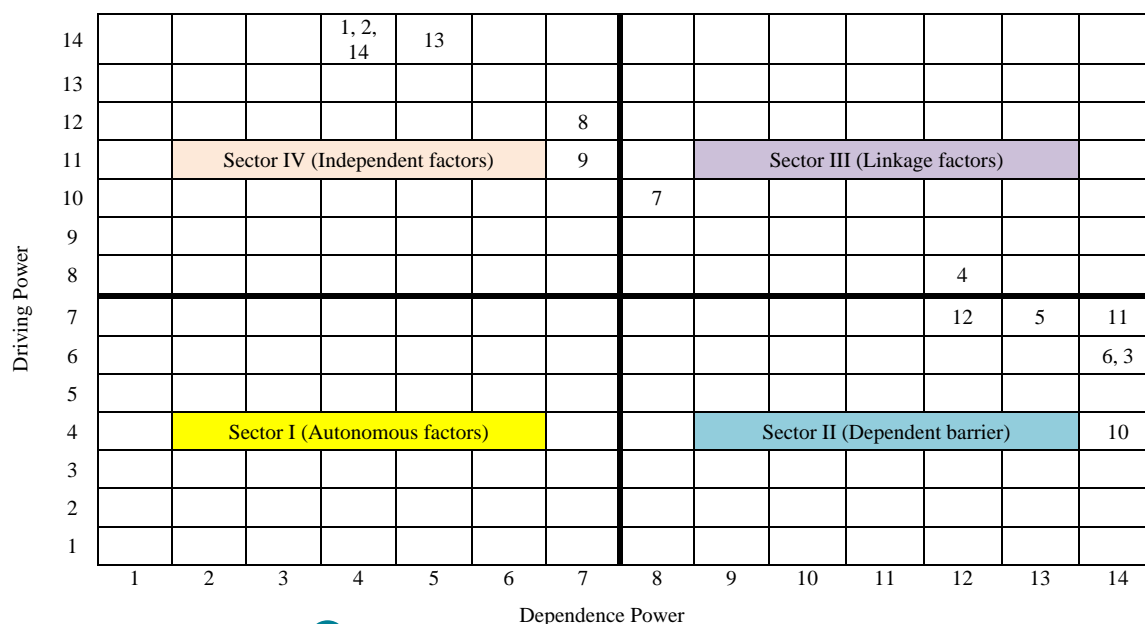 14 1, 2, 13
14
13
12 8
11 Sector IV (Independent factors) 9 Sector III (Linkage factors)
10 7
9
8 4
7 12 5 11
6 6, 3
5
4 Sector I (Autonomous factors) Sector II (Dependent barrier) 10
3
2
1
1 2 3 4 5 6 7 8 9 10 11 12 13 14
Driving Power
Dependence Power